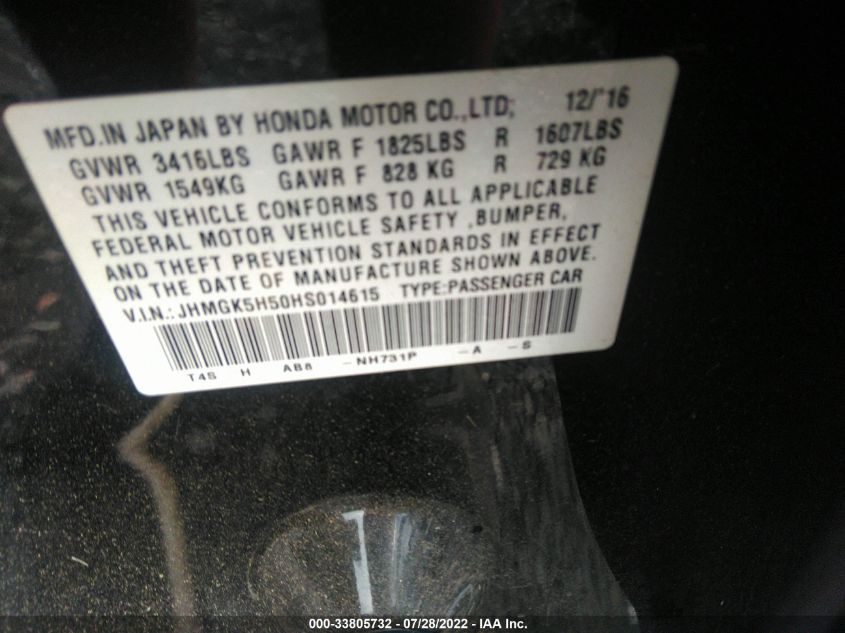 MFD.IN JAPAN BY HONDA MOTOR CO.,LTD; 12/'16
GVWR 3416LBS GAWR F 1825LBS R 1607LBS
GVWR 1549KG GAWR F 828 KG R 729 KG
THIS VEHICLE CONFORMS TO ALL APPLICABLE
FEDERAL MOTOR VEHICLE SAFETY ,BUMPER,
AND THEFT PREVENTION STANDARDS IN EFFECT
ON THE DATE OF MANUFACTURE SHOWN ABOVE.
V.I.N.: JHMGK5H50HS014615 TYPE:PASSENGER CAR
T4S H AB8 -NH731P -A -S
000-33805732 - 07/28/2022 - IAA Inc.